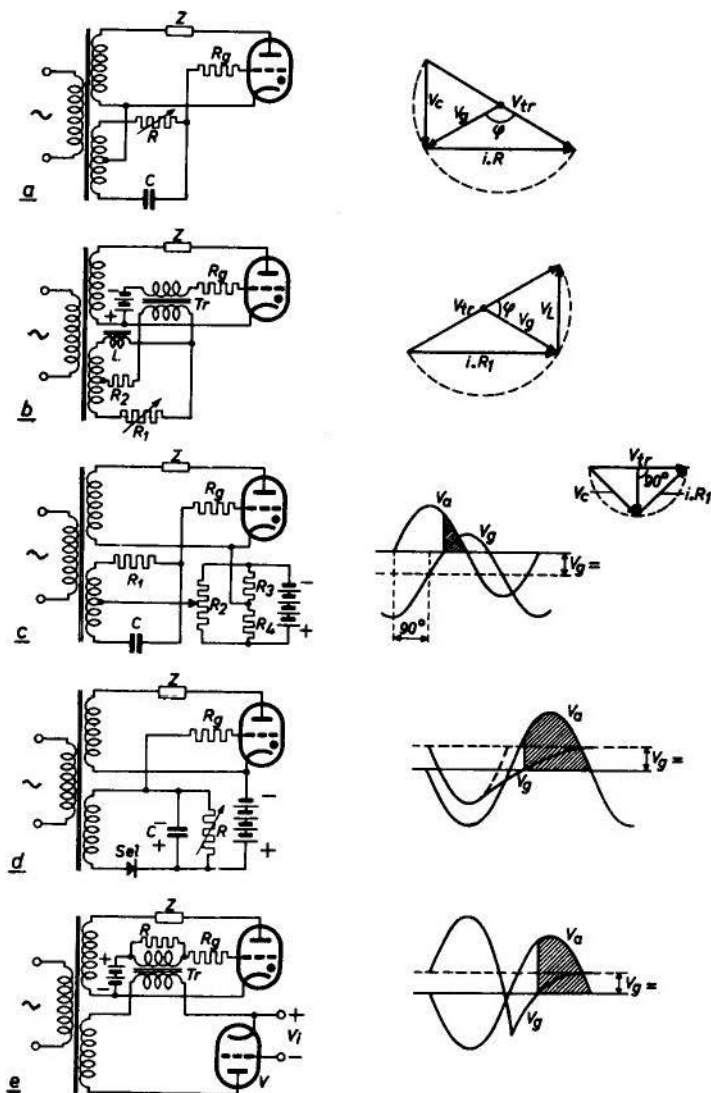 Z
Rg
R
C
~
a
Vc
Vg
Vtr
φ
i.R
Z
Rg
-
+
Tr
L
R2
R1
~
b
Vtr
φ
Vg
VL
i.R1
Z
Rg
R1
R2
R3
R4
C
-
+
~
c
Va
Vg
Vg =
90°
Vtr
90°
Vc
i.R1
Z
Rg
C
-
+
R
-
+
Sel
~
d
Va
Vg
Vg =
Z
R
Rg
+
-
Tr
+
Vi
-
V
~
e
Va
Vg
Vg =